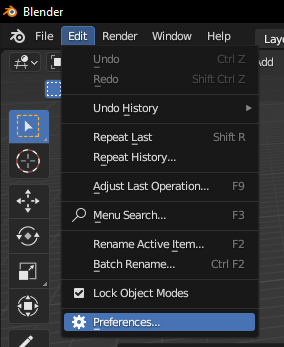 Blender
File Edit Render Window Help Layo
Add
Undo Ctrl Z
Redo Shift Ctrl Z
Undo History
Repeat Last Shift R
Repeat History...
Adjust Last Operation... F9
Menu Search... F3
Rename Active Item... F2
Batch Rename... Ctrl F2
Lock Object Modes
Preferences...